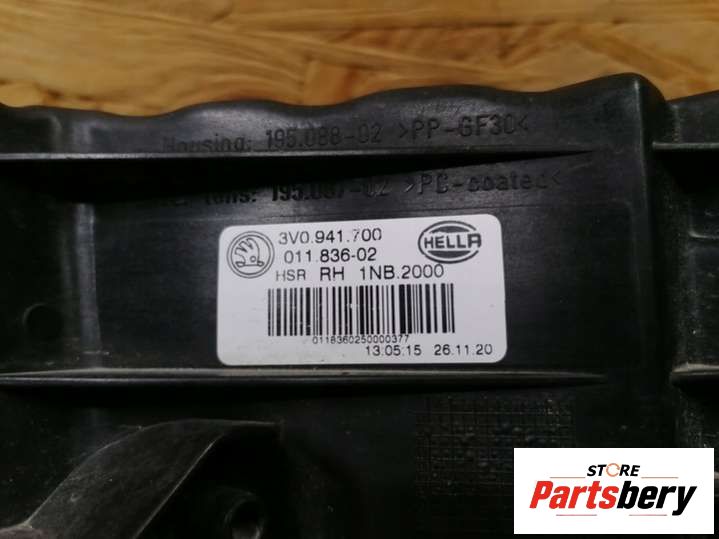 Housing: 195.088-02 >PP-GF30<
lens: 195.087-02 >PC-coated<
3V0.941.700
HELLA
011.836-02
HSR RH 1NB.2000
0118360250000377
13:05:15 26.11.20
STORE
Partsbery